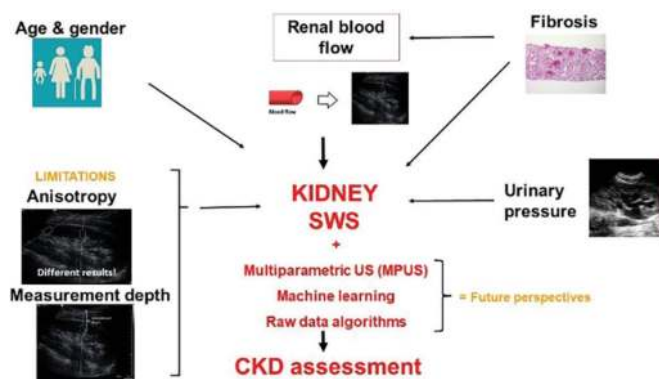 Age & gender
Renal blood
flow
Fibrosis
Blood flow
LIMITATIONS
Anisotropy
Different results!
Measurement depth
KIDNEY
SWS
+
Urinary
pressure
Multiparametric US (MPUS)
Machine learning
Raw data algorithms
= Future perspectives
CKD assessment